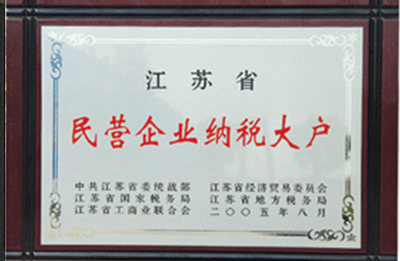 江苏省
民营企业纳税大户
中共江苏省委统战部 江苏省经济贸易委员会
江苏省国家税务局 江苏省地方税务局
江苏省工商业联合会 二〇〇五年八月